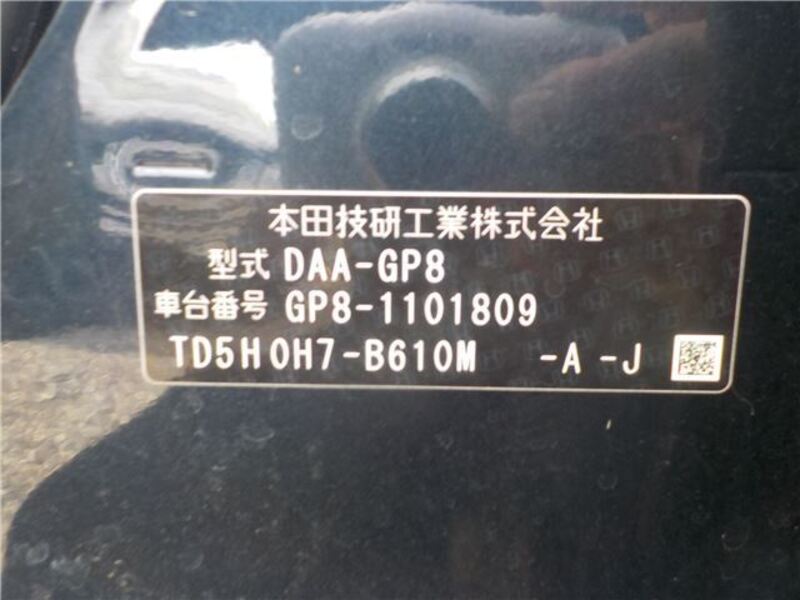 本田技研工業株式会社
型式 DAA-GP8
車台番号 GP8-1101809
TD5H0H7-B610M -A -J